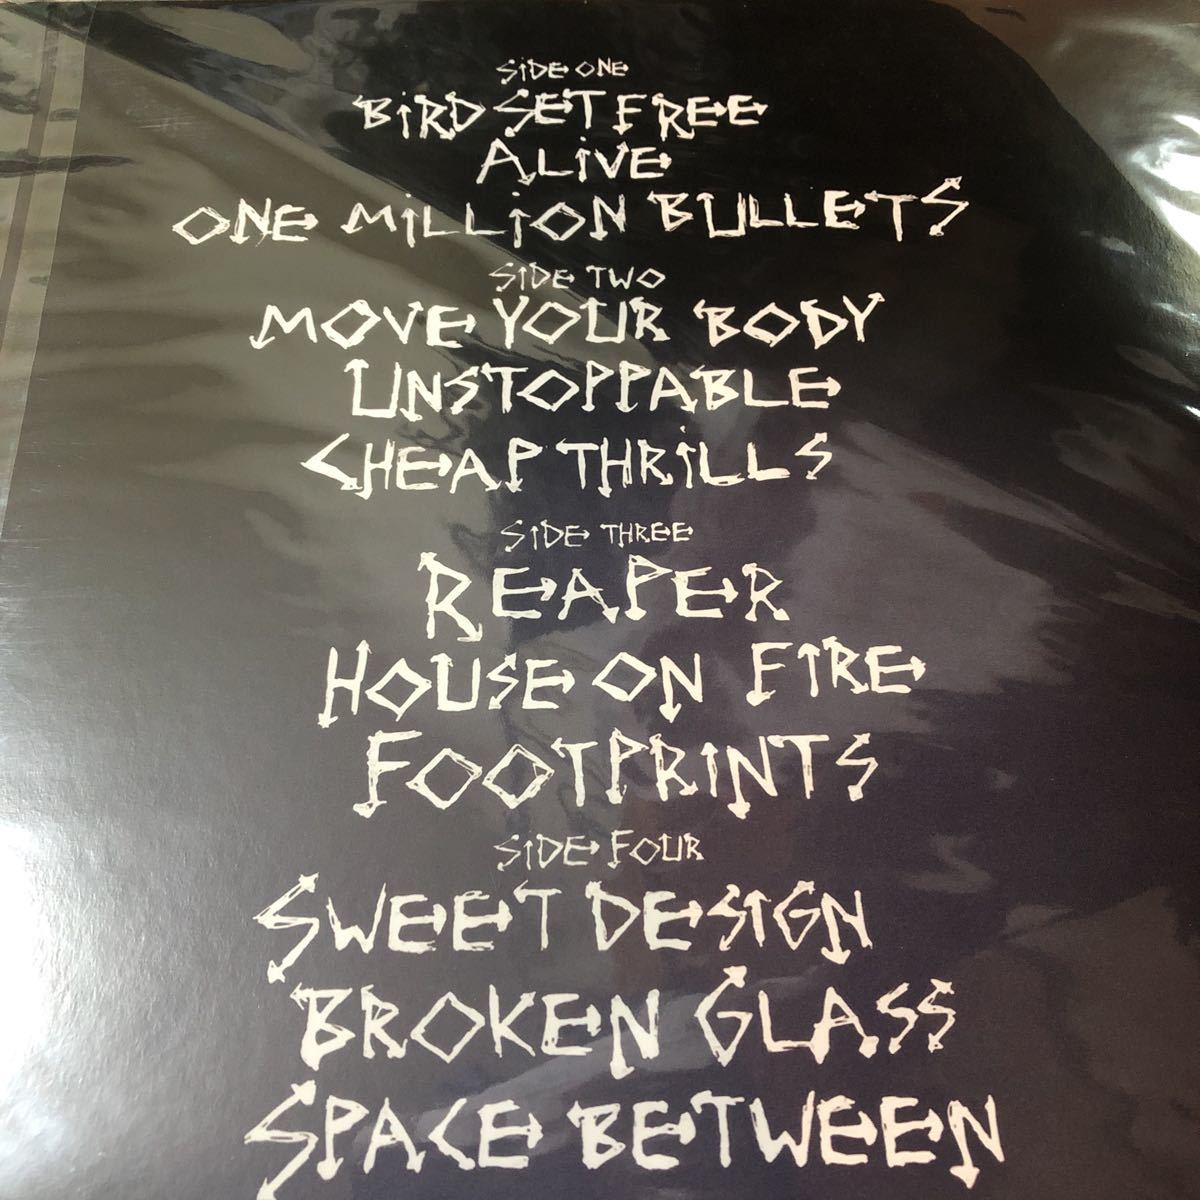 SiDE ONE
BiRD SET FREE
ALiVE
ONE MiLLiON BULLETS
SiDE TWO
MOVE YOUR BODY
UNSTOPPABLE
CHEAP THRiLLS
SiDE THREE
REAPER
HOUSE ON FiRE
FOOTPRiNTS
SiDE FOUR
SWEET DESiGN
BROKEN GLASS
SPACE BETWEEN